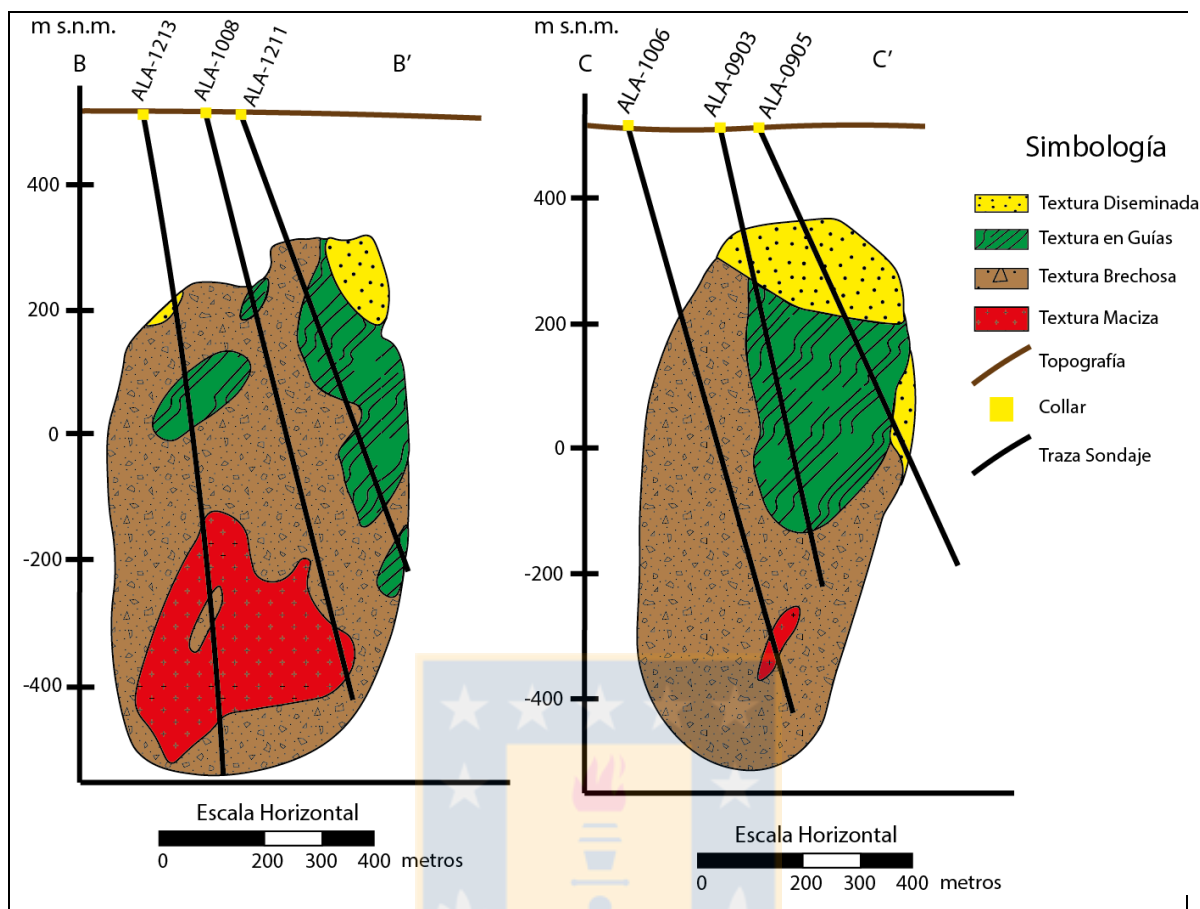 m s.n.m.
B
ALA-1213
ALA-1008
ALA-1211
B’
400
200
0
-200
-400
Escala Horizontal
0 200 300 400 metros
m s.n.m.
C
ALA-1006
ALA-0903
ALA-0905
C’
400
200
0
-200
-400
Escala Horizontal
0 200 300 400 metros
Simbología
Textura Diseminada
Textura en Guías
Textura Brechosa
Textura Maciza
Topografía
Collar
Traza Sondaje